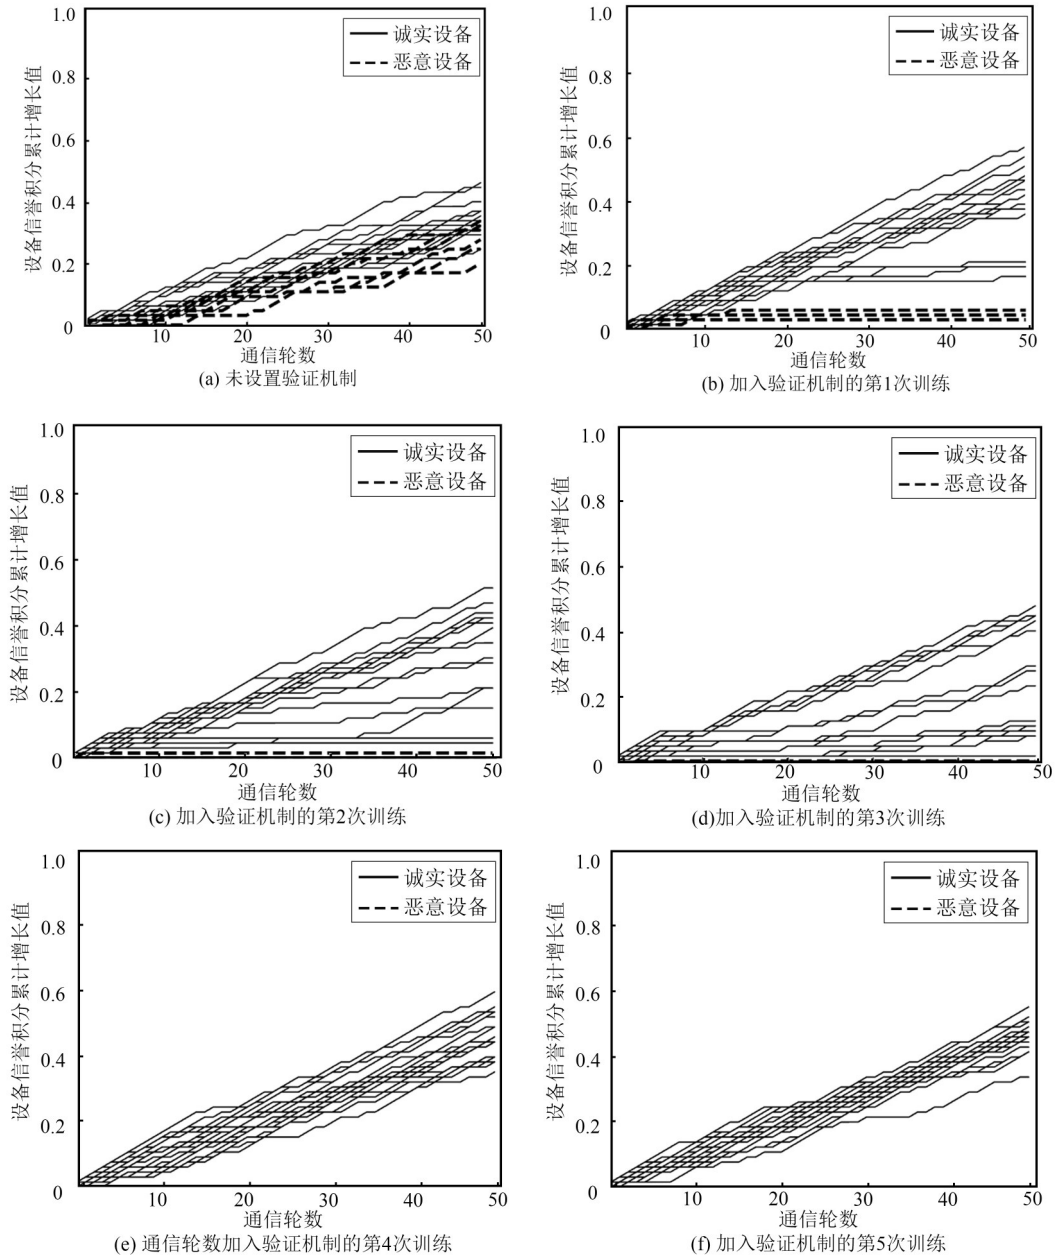 1.0
诚实设备
恶意设备
0.8
0.6
0.4
0.2
0
10
20
30
40
50
设备信誉积分累计增长值
通信轮数
(a) 未设置验证机制
1.0
诚实设备
恶意设备
0.8
0.6
0.4
0.2
0
10
20
30
40
50
设备信誉积分累计增长值
通信轮数
(b) 加入验证机制的第1次训练
1.0
诚实设备
恶意设备
0.8
0.6
0.4
0.2
0
10
20
30
40
50
设备信誉积分累计增长值
通信轮数
(c) 加入验证机制的第2次训练
1.0
诚实设备
恶意设备
0.8
0.6
0.4
0.2
0
10
20
30
40
50
设备信誉积分累计增长值
通信轮数
(d)加入验证机制的第3次训练
1.0
诚实设备
恶意设备
0.8
0.6
0.4
0.2
0
10
20
30
40
50
设备信誉积分累计增长值
通信轮数
(e) 通信轮数加入验证机制的第4次训练
1.0
诚实设备
恶意设备
0.8
0.6
0.4
0.2
0
10
20
30
40
50
设备信誉积分累计增长值
通信轮数
(f) 加入验证机制的第5次训练